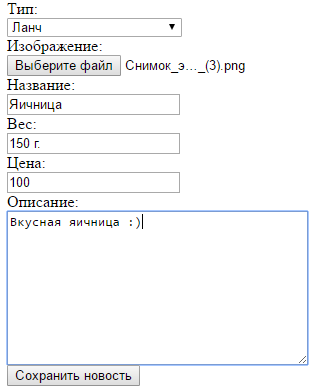 Тип:
Ланч
Изображение:
Выберите файл Снимок_э..._(3).png
Название:
Яичница
Вес:
150 г.
Цена:
100
Описание:
Вкусная яичница :)
Сохранить новость